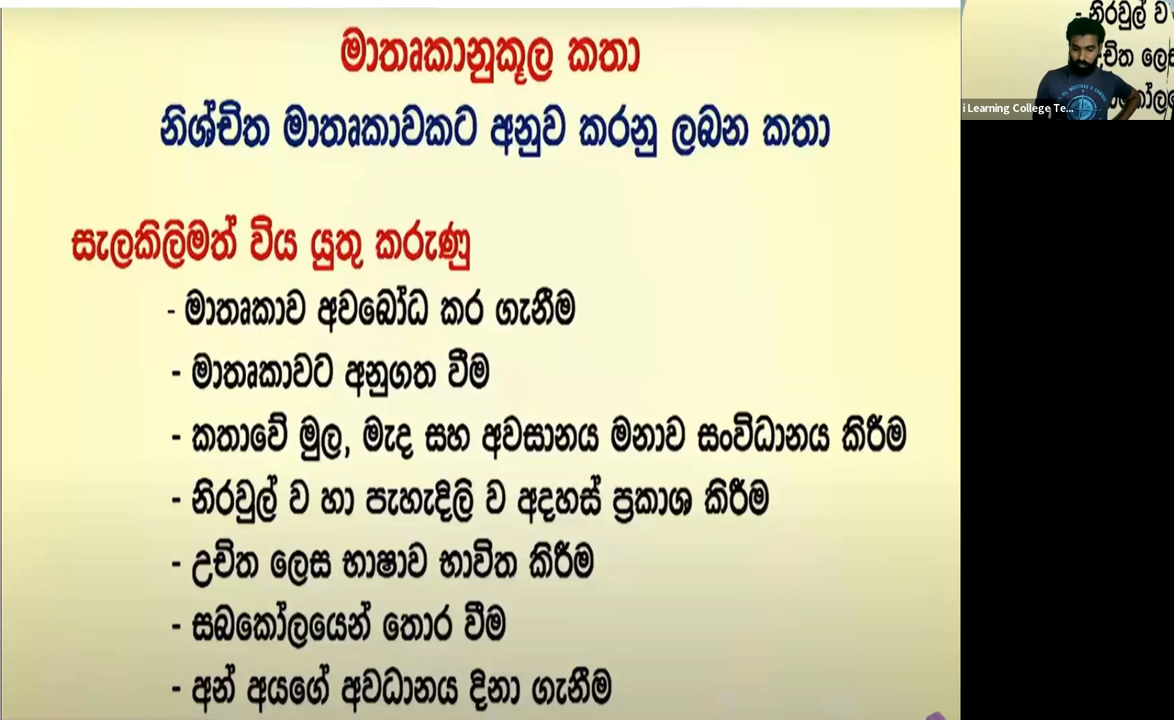 මාතෘකානුකූල කතා
නිශ්චිත මාතෘකාවකට අනුව කරනු ලබන කතා
සැලකිලිමත් විය යුතු කරුණු
- මාතෘකාව අවබෝධ කර ගැනීම
- මාතෘකාවට අනුගත වීම
- කතාවේ මුල, මැද සහ අවසානය මනාව සංවිධානය කිරීම
- නිරවුල් ව හා පැහැදිලි ව අදහස් ප්‍රකාශ කිරීම
- උචිත ලෙස භාෂාව භාවිත කිරීම
- සබකෝලයෙන් තොර වීම
- අන් අයගේ අවධානය දිනා ගැනීම
- නිරවුල් ව
i Learning College Te...